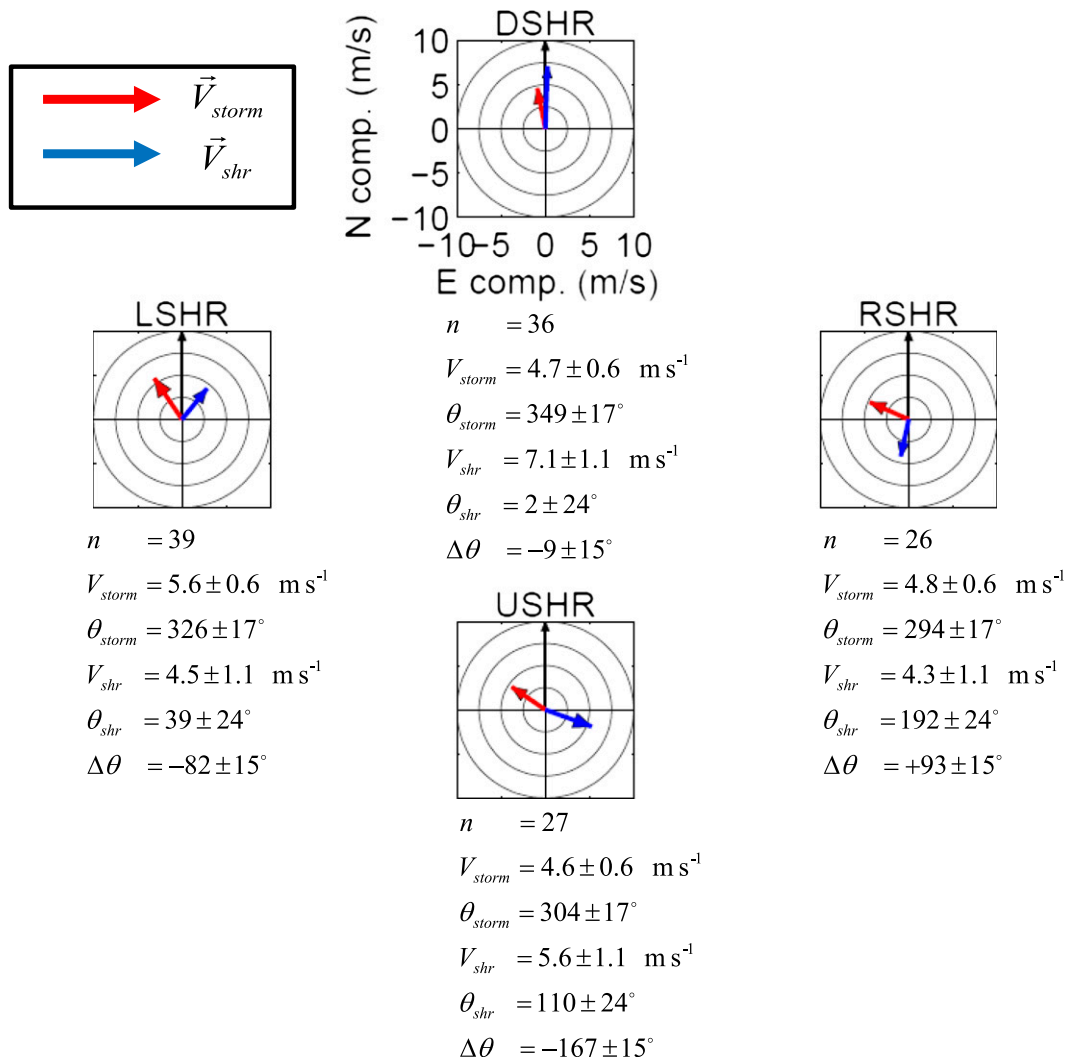 V⃗storm
V⃗shr
DSHR
N comp. (m/s)
10
5
0
−5
−10
−10 −5 0 5 10
E comp. (m/s)
n = 36
Vstorm = 4.7 ± 0.6 m s⁻¹
θstorm = 349 ± 17°
Vshr = 7.1 ± 1.1 m s⁻¹
θshr = 2 ± 24°
Δθ = −9 ± 15°
LSHR
n = 39
Vstorm = 5.6 ± 0.6 m s⁻¹
θstorm = 326 ± 17°
Vshr = 4.5 ± 1.1 m s⁻¹
θshr = 39 ± 24°
Δθ = −82 ± 15°
RSHR
n = 26
Vstorm = 4.8 ± 0.6 m s⁻¹
θstorm = 294 ± 17°
Vshr = 4.3 ± 1.1 m s⁻¹
θshr = 192 ± 24°
Δθ = +93 ± 15°
USHR
n = 27
Vstorm = 4.6 ± 0.6 m s⁻¹
θstorm = 304 ± 17°
Vshr = 5.6 ± 1.1 m s⁻¹
θshr = 110 ± 24°
Δθ = −167 ± 15°